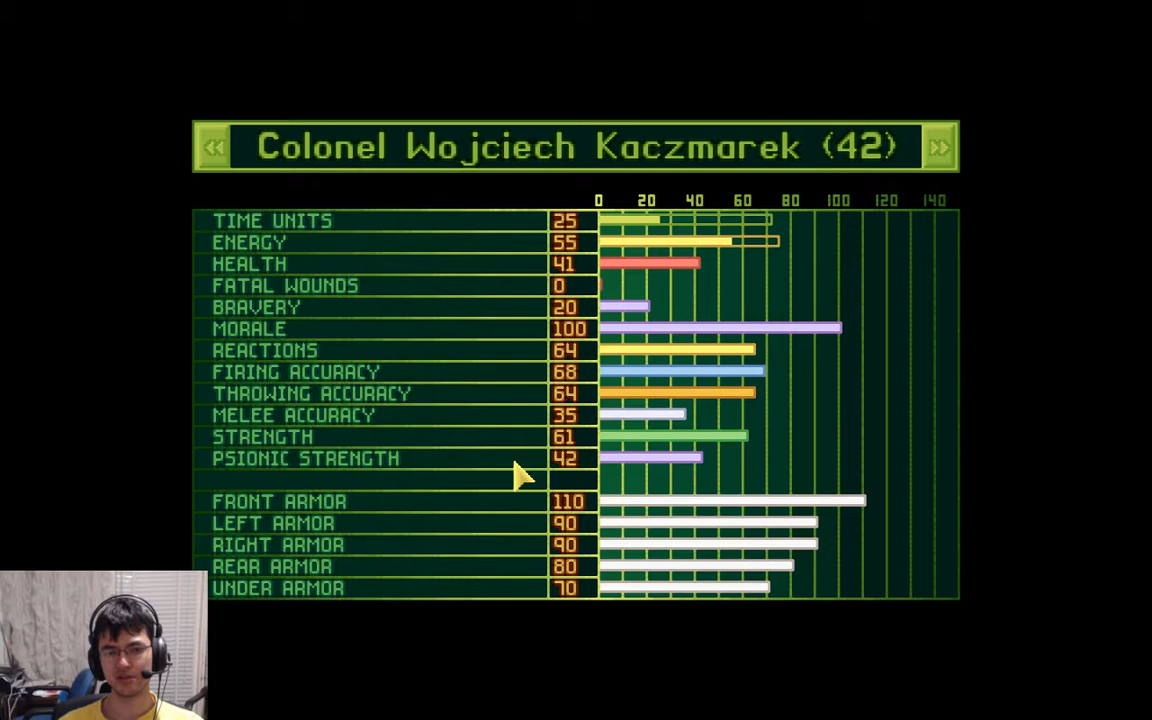 Colonel Wojciech Kaczmarek (42)
0 20 40 60 80 100 120 140
TIME UNITS 25
ENERGY 55
HEALTH 41
FATAL WOUNDS 0
BRAVERY 20
MORALE 100
REACTIONS 64
FIRING ACCURACY 68
THROWING ACCURACY 64
MELEE ACCURACY 35
STRENGTH 61
PSIONIC STRENGTH 42
FRONT ARMOR 110
LEFT ARMOR 90
RIGHT ARMOR 90
REAR ARMOR 80
UNDER ARMOR 70